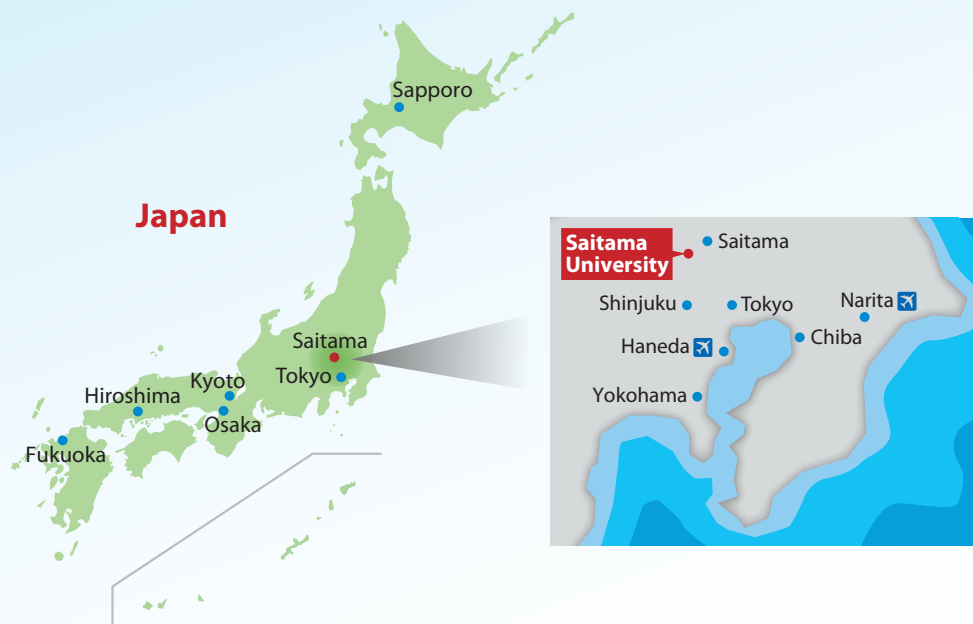 Sapporo
Japan
Saitama
Tokyo
Kyoto
Hiroshima
Osaka
Fukuoka
Saitama
University
Saitama
Shinjuku
Tokyo
Narita
Haneda
Chiba
Yokohama